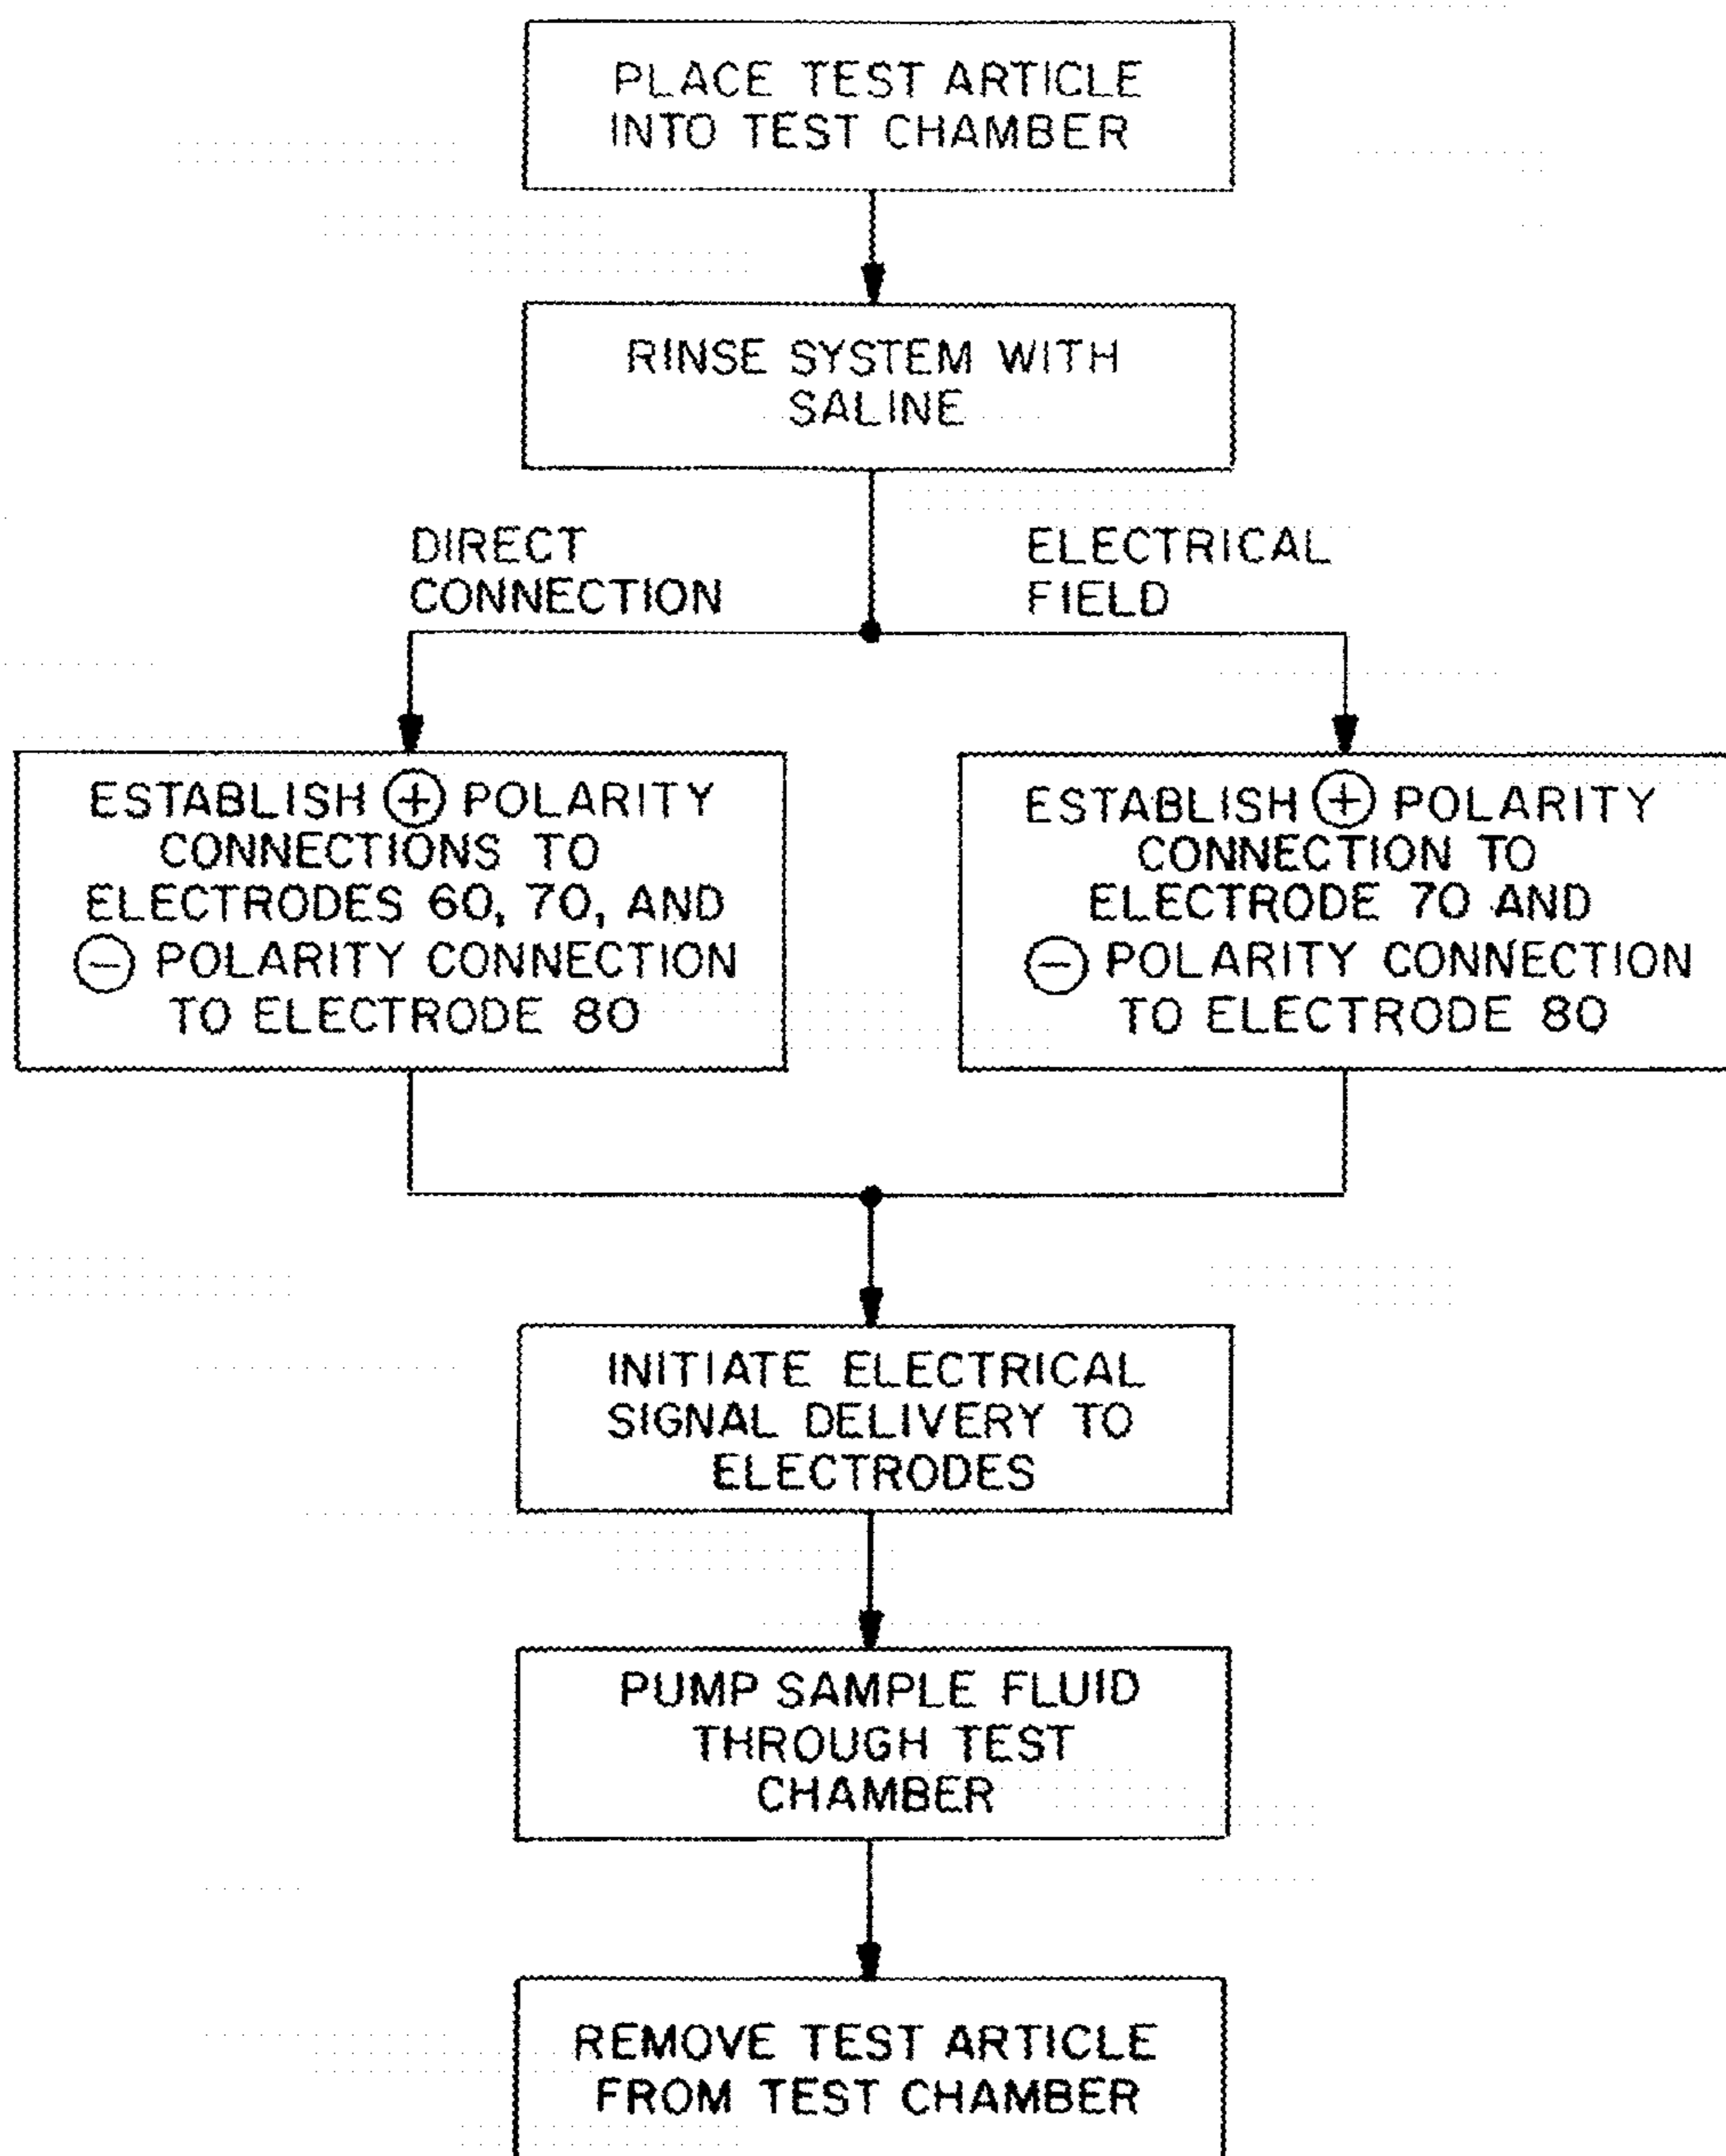 PLACE TEST ARTICLE
INTO TEST CHAMBER
RINSE SYSTEM WITH
SALINE
DIRECT
CONNECTION
ELECTRICAL
FIELD
ESTABLISH ⊕ POLARITY
CONNECTIONS TO
ELECTRODES 60, 70, AND
⊖ POLARITY CONNECTION
TO ELECTRODE 80
ESTABLISH ⊕ POLARITY
CONNECTION TO
ELECTRODE 70 AND
⊖ POLARITY CONNECTION
TO ELECTRODE 80
INITIATE ELECTRICAL
SIGNAL DELIVERY TO
ELECTRODES
PUMP SAMPLE FLUID
THROUGH TEST
CHAMBER
REMOVE TEST ARTICLE
FROM TEST CHAMBER